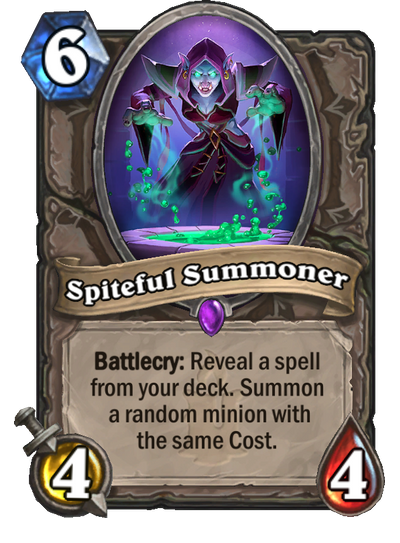 6
Spiteful Summoner
Battlecry: Reveal a spell
from your deck. Summon
a random minion with
the same Cost.
4
4